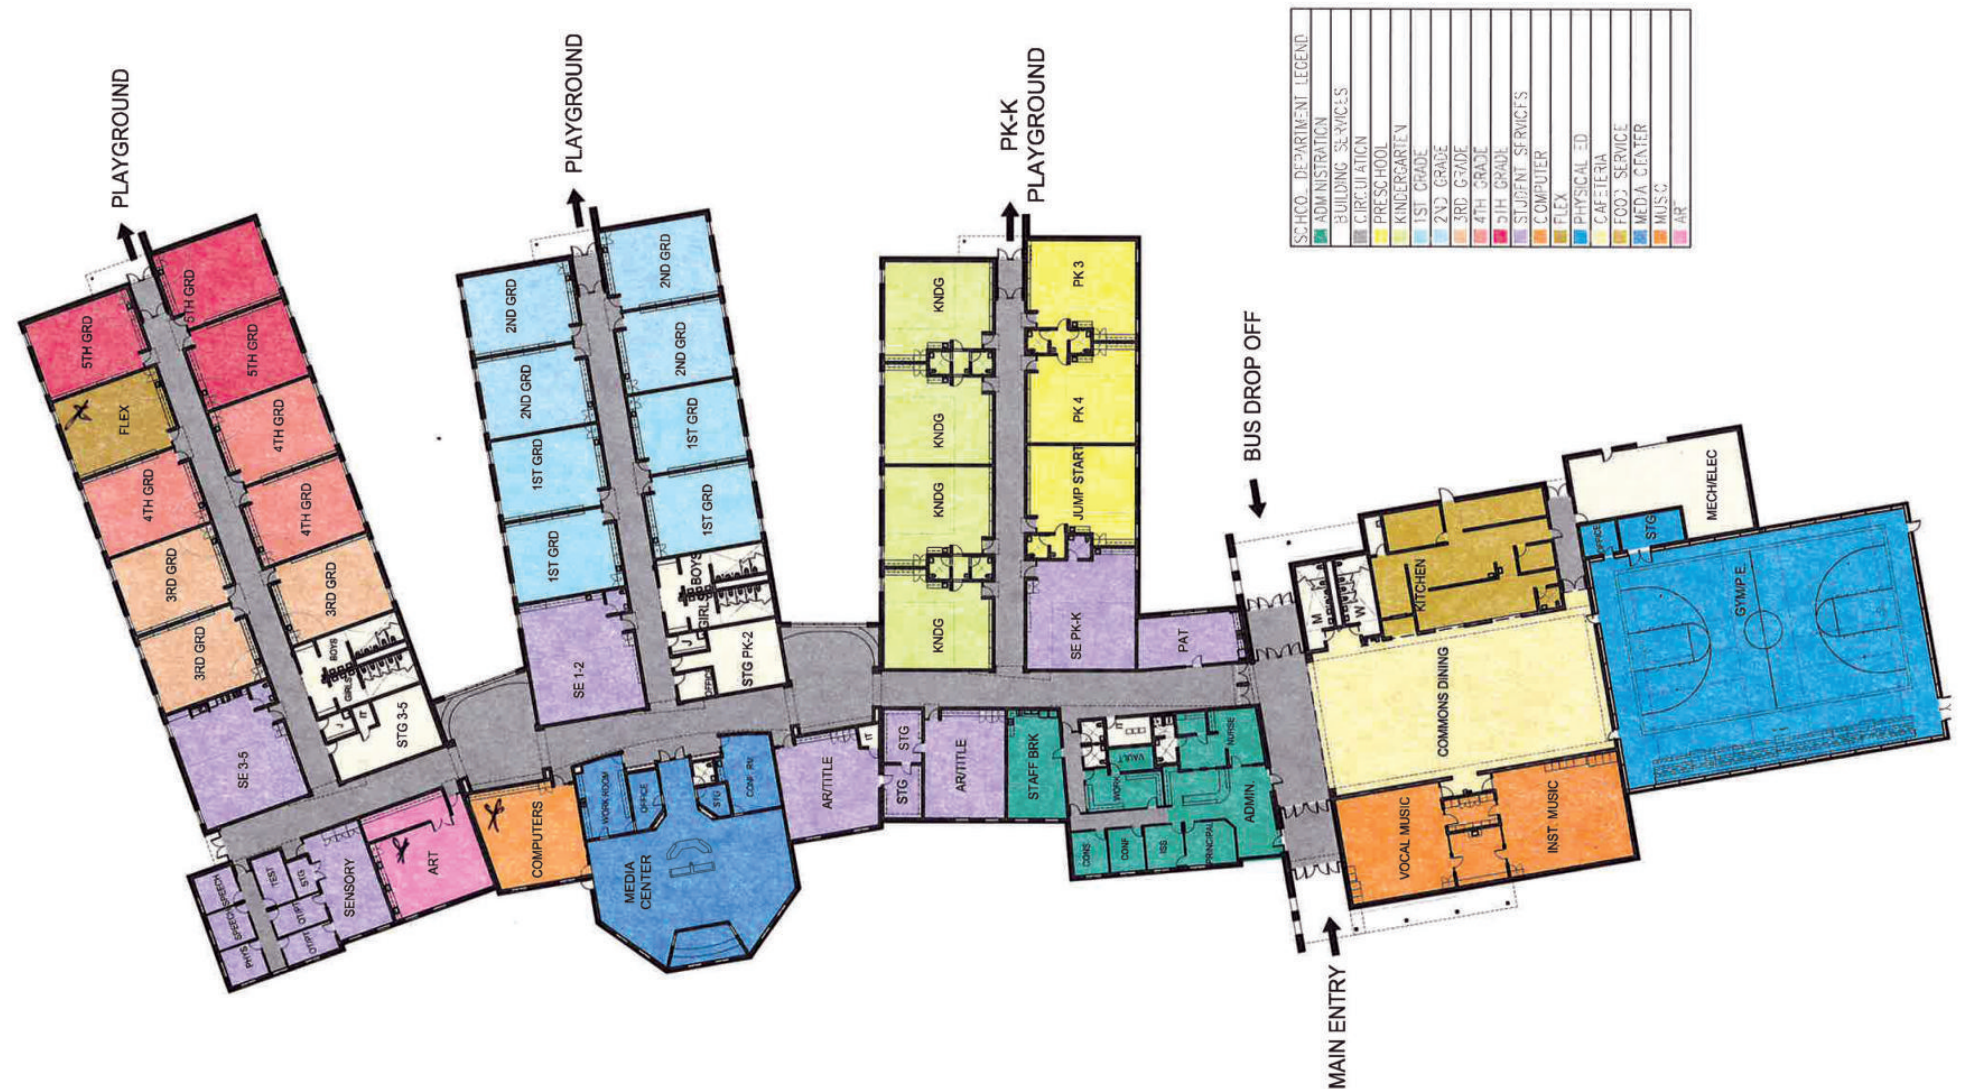 PLAYGROUND
PLAYGROUND
PK-K
PLAYGROUND
BUS DROP OFF
MAIN ENTRY
SCHOOL DEPARTMENT LEGEND
ADMINISTRATION
BUILDING SERVICES
CIRCULATION
PRESCHOOL
KINDERGARTEN
1ST GRADE
2ND GRADE
3RD GRADE
4TH GRADE
5TH GRADE
STUDENT SERVICES
COMPUTER
FLEX
PHYSICAL ED
CAFETERIA
FOOD SERVICE
MEDIA CENTER
MUSIC
ART
5TH GRD
5TH GRD
5TH GRD
FLEX
4TH GRD
4TH GRD
4TH GRD
3RD GRD
3RD GRD
3RD GRD
BOYS
GIRLS
J
IT
STG 3-5
SE 3-5
2ND GRD
2ND GRD
2ND GRD
2ND GRD
1ST GRD
1ST GRD
1ST GRD
1ST GRD
BOYS
GIRLS
J
OFFICE
STG PK-2
SE 1-2
KNDG
KNDG
KNDG
KNDG
PK 3
PK 4
JUMP START
SE PK-K
PAT
SPEECH
SPEECH
PHYS
TEST
STG
OT/PT
OT/PT
SENSORY
ART
COMPUTERS
WORK ROOM
OFFICE
STG
CONF. RM
MEDIA
CENTER
AR/TITLE
IT
STG
STG
AR/TITLE
STAFF BRK
IT
VAULT
WORK
NURSE
CONS
CONF
ISS
PRINCIPAL
ADMIN.
M
W
KITCHEN
COMMONS DINING
OFFICE
STG
MECH/ELEC
GYM/P.E.
VOCAL MUSIC
INST. MUSIC